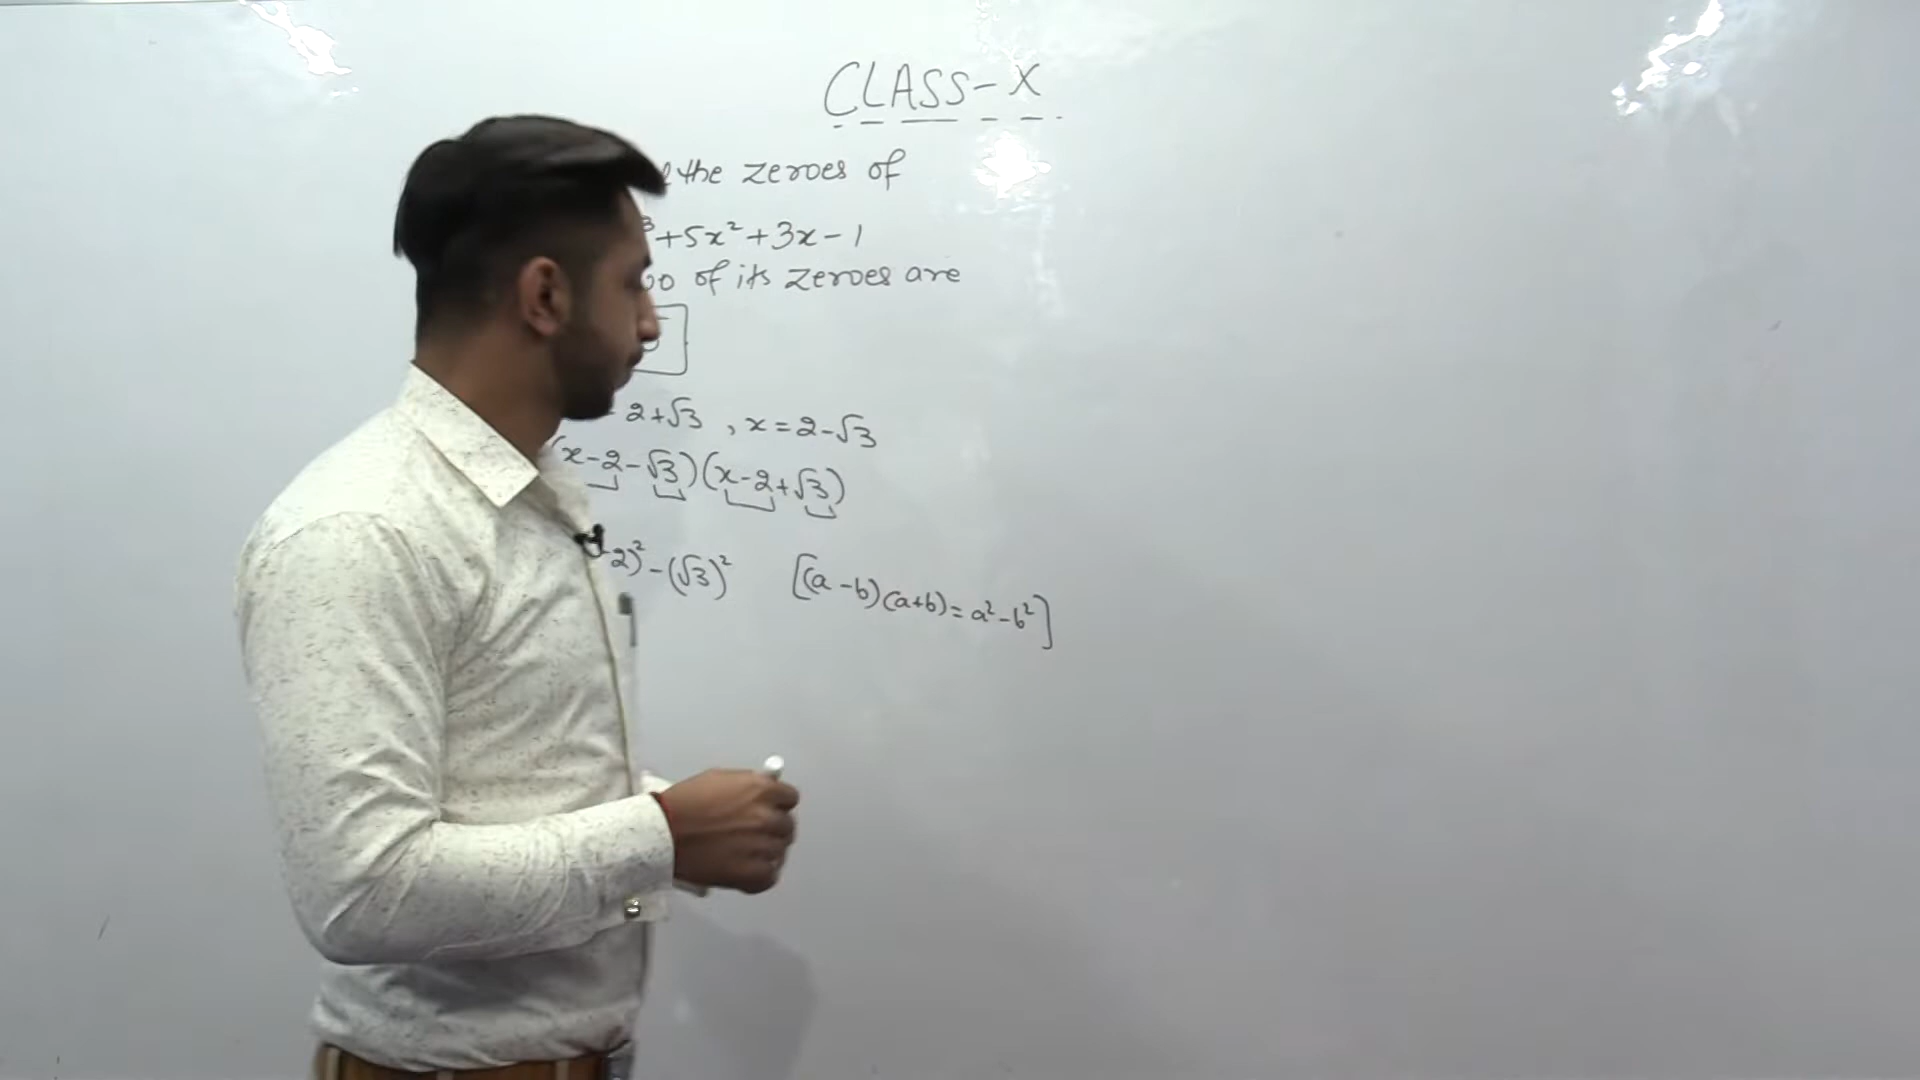 CLASS-X
the zeroes of
³+5x²+3x-1
of its zeroes are
2+√3 , x=2-√3
(x-2-√3)(x-2+√3)
-2)²-(√3)² [(a-b)(a+b)=a²-b²]